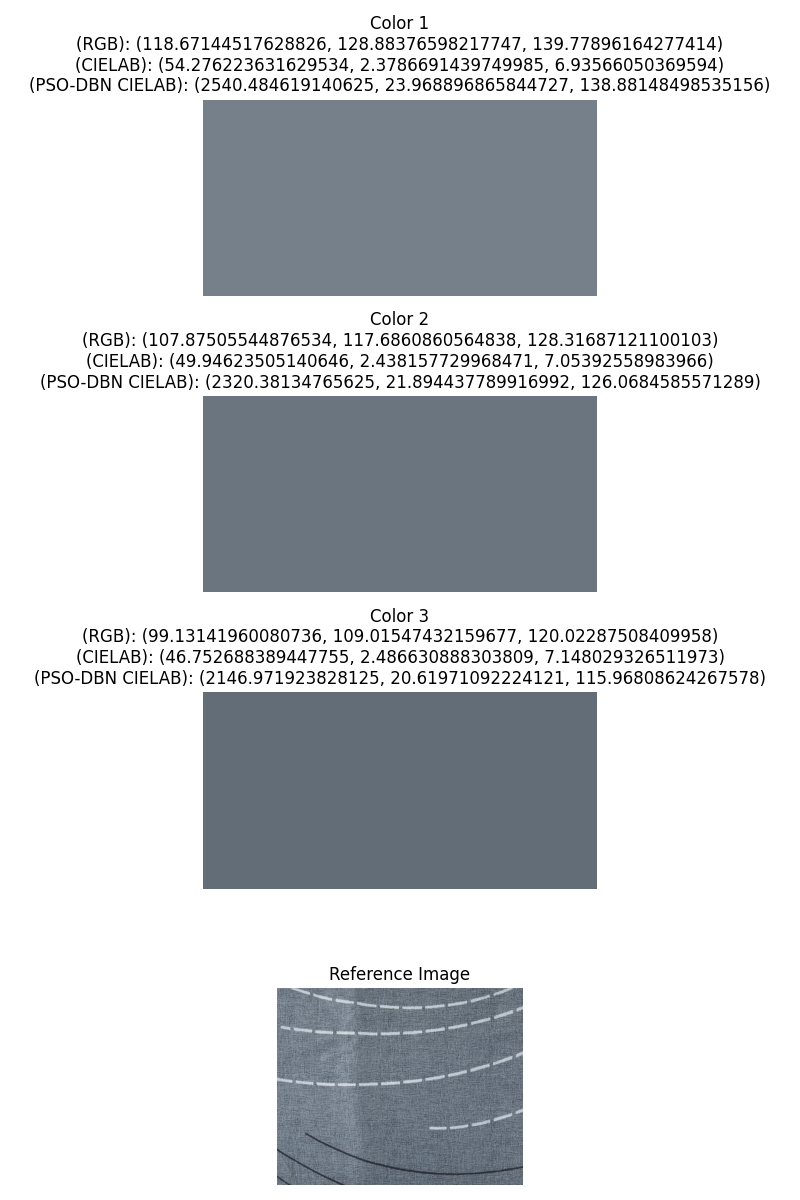 Color 1
(RGB): (118.67144517628826, 128.88376598217747, 139.77896164277414)
(CIELAB): (54.276223631629534, 2.3786691439749985, 6.93566050369594)
(PSO-DBN CIELAB): (2540.484619140625, 23.968896865844727, 138.88148498535156)
Color 2
(RGB): (107.87505544876534, 117.6860860564838, 128.31687121100103)
(CIELAB): (49.94623505140646, 2.438157729968471, 7.05392558983966)
(PSO-DBN CIELAB): (2320.38134765625, 21.894437789916992, 126.0684585571289)
Color 3
(RGB): (99.13141960080736, 109.01547432159677, 120.02287508409958)
(CIELAB): (46.752688389447755, 2.486630888303809, 7.148029326511973)
(PSO-DBN CIELAB): (2146.971923828125, 20.61971092224121, 115.96808624267578)
Reference Image